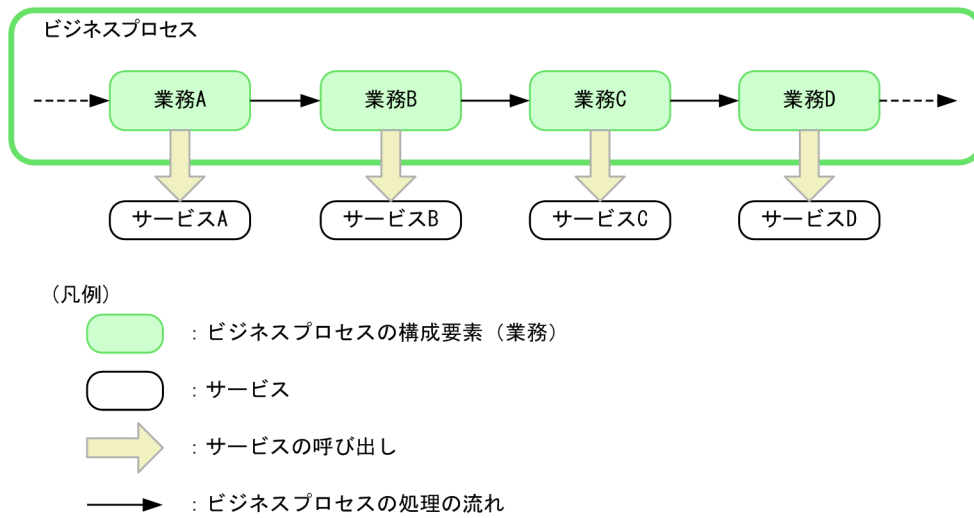 ビジネスプロセス
業務A 業務B 業務C 業務D
サービスA サービスB サービスC サービスD
(凡例)
:ビジネスプロセスの構成要素(業務)
:サービス
:サービスの呼び出し
:ビジネスプロセスの処理の流れ